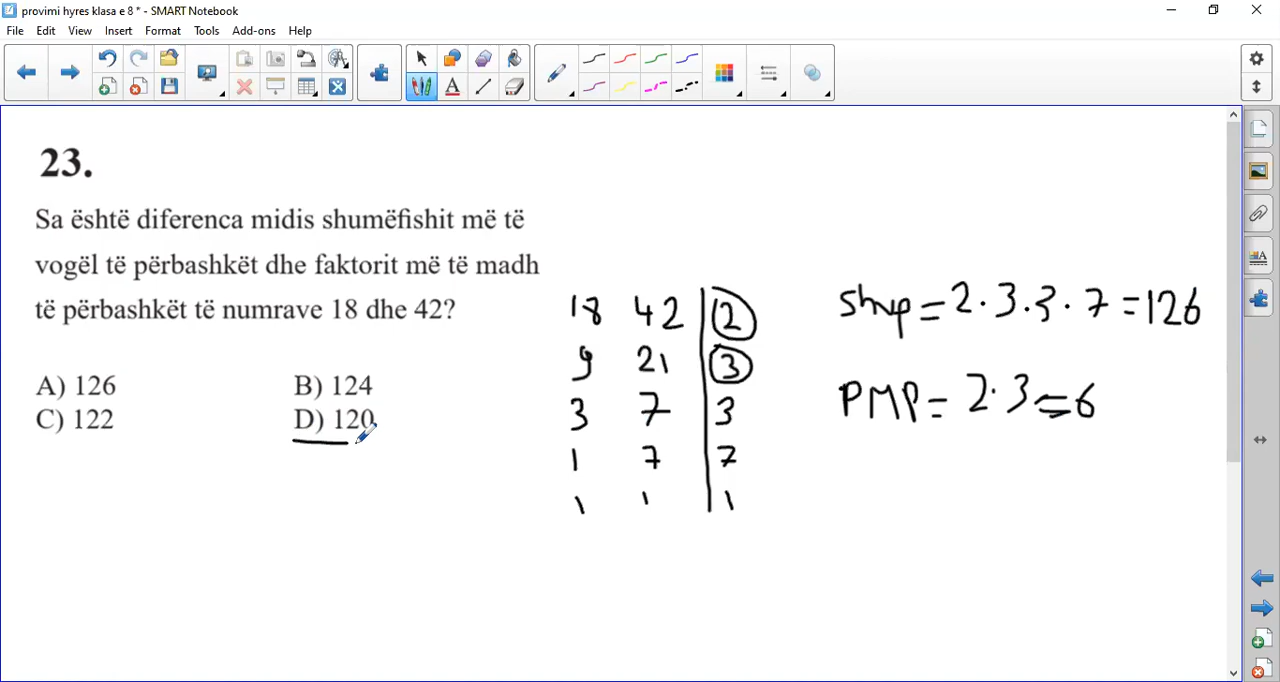 provimi hyres klasa e 8 * - SMART Notebook
File Edit View Insert Format Tools Add-ons Help
23.
Sa është diferenca midis shumëfishit më të
vogël të përbashkët dhe faktorit më të madh
të përbashkët të numrave 18 dhe 42?
A) 126 B) 124
C) 122 D) 120
18 42 2
9 21 3
3 7 3
1 7 7
1 1 1
shvp = 2 · 3 · 3 · 7 = 126
PMP = 2 · 3 = 6